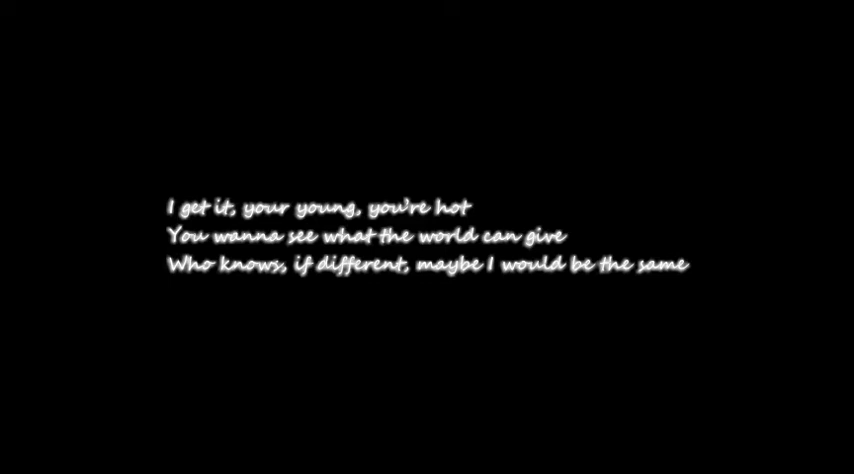 I get it, your young, you're hot
You wanna see what the world can give
Who knows, if different, maybe I would be the same